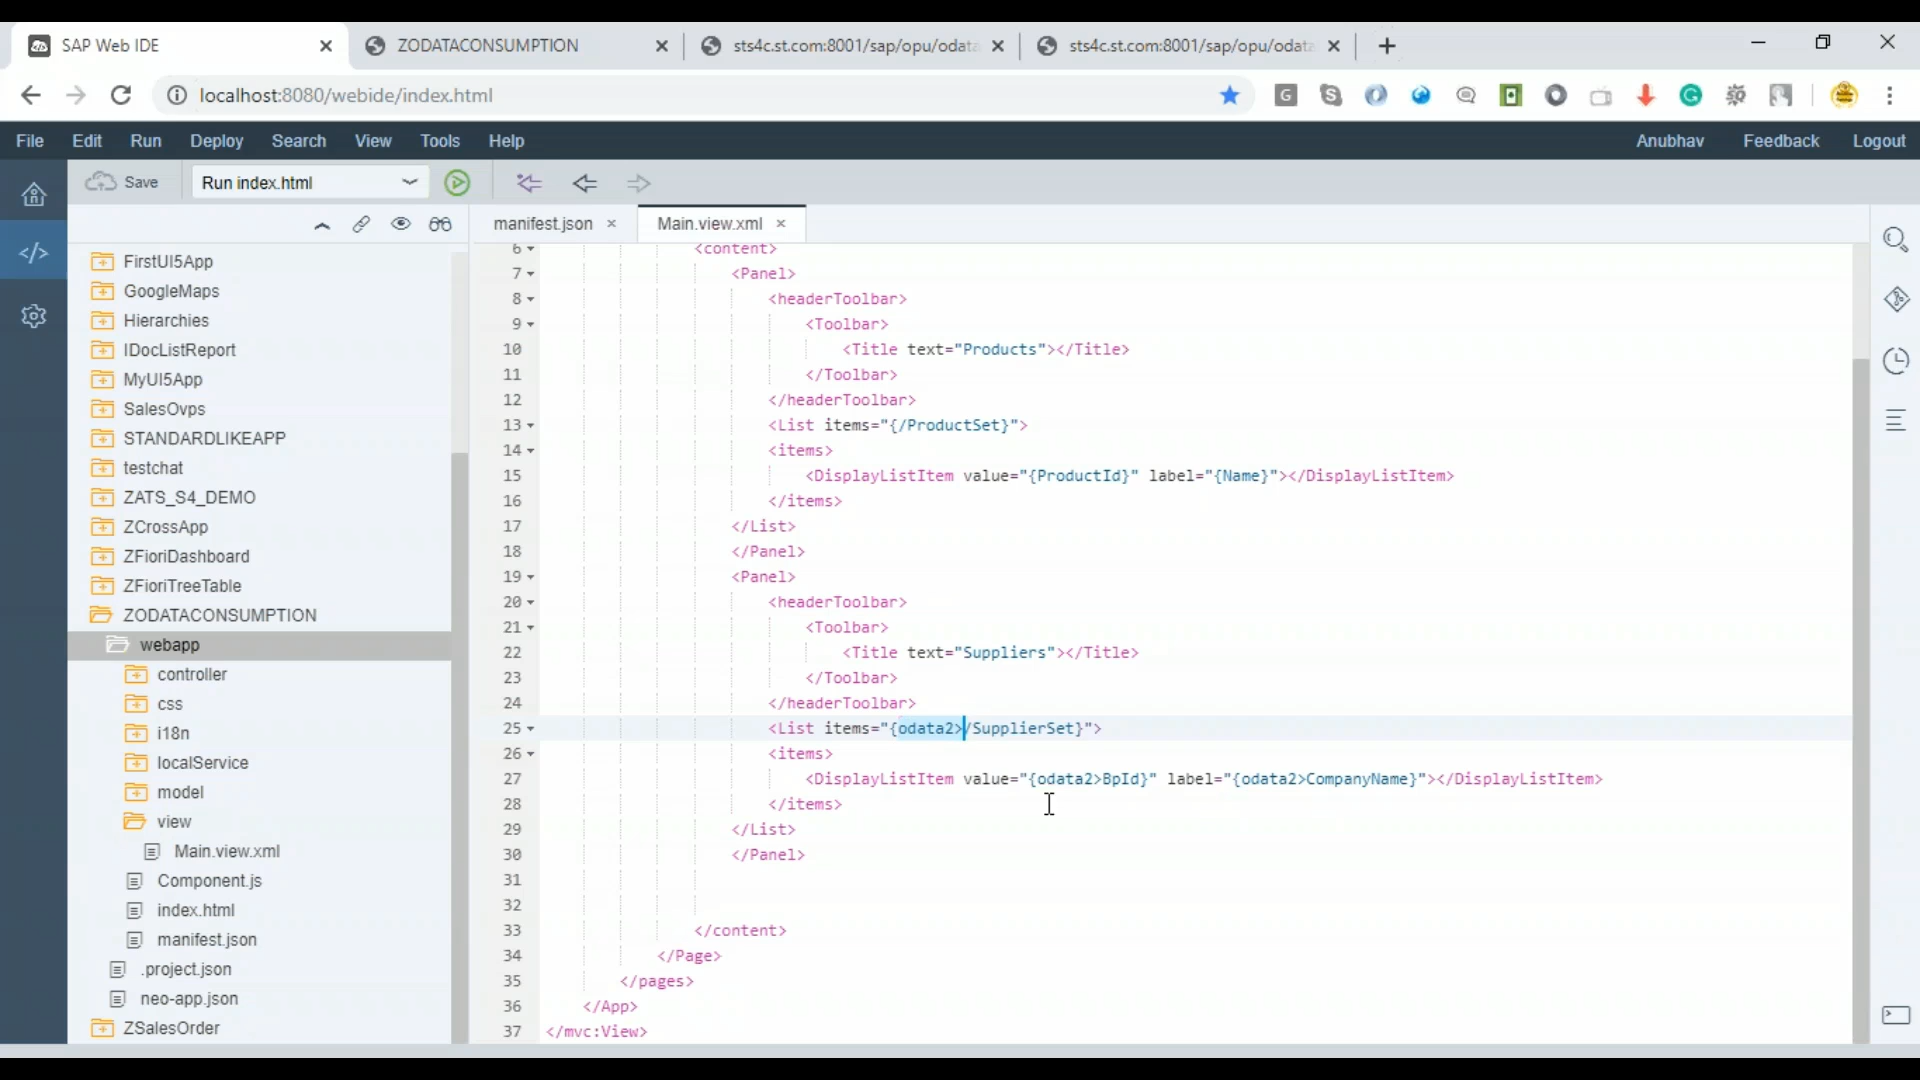 SAP Web IDE
ZODATACONSUMPTION
sts4c.st.com:8001/sap/opu/odata
sts4c.st.com:8001/sap/opu/odata
localhost:8080/webide/index.html
File Edit Run Deploy Search View Tools Help
Anubhav Feedback Logout
Save
Run index.html
manifest.json
Main.view.xml
FirstUI5App
GoogleMaps
Hierarchies
IDocListReport
MyUI5App
SalesOvps
STANDARDLIKEAPP
testchat
ZATS_S4_DEMO
ZCrossApp
ZFioriDashboard
ZFioriTreeTable
ZODATACONSUMPTION
webapp
controller
css
i18n
localService
model
view
Main.view.xml
Component.js
index.html
manifest.json
.project.json
neo-app.json
ZSalesOrder
6 <content>
7 <Panel>
8 <headerToolbar>
9 <Toolbar>
10 <Title text="Products"></Title>
11 </Toolbar>
12 </headerToolbar>
13 <List items="{/ProductSet}">
14 <items>
15 <DisplayListItem value="{ProductId}" label="{Name}"></DisplayListItem>
16 </items>
17 </List>
18 </Panel>
19 <Panel>
20 <headerToolbar>
21 <Toolbar>
22 <Title text="Suppliers"></Title>
23 </Toolbar>
24 </headerToolbar>
25 <List items="{odata2>/SupplierSet}">
26 <items>
27 <DisplayListItem value="{odata2>BpId}" label="{odata2>CompanyName}"></DisplayListItem>
28 </items>
29 </List>
30 </Panel>
31
32
33 </content>
34 </Page>
35 </pages>
36 </App>
37 </mvc:View>